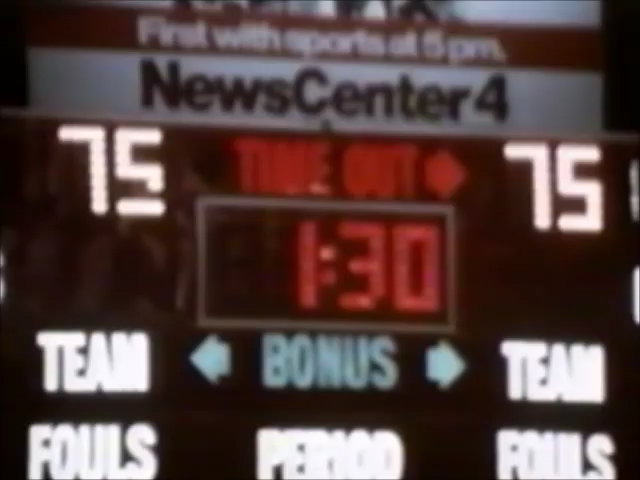 First with sports at 5 pm.
NewsCenter 4
75 TIME OUT 75
1:30
TEAM BONUS TEAM
FOULS PERIOD FOULS